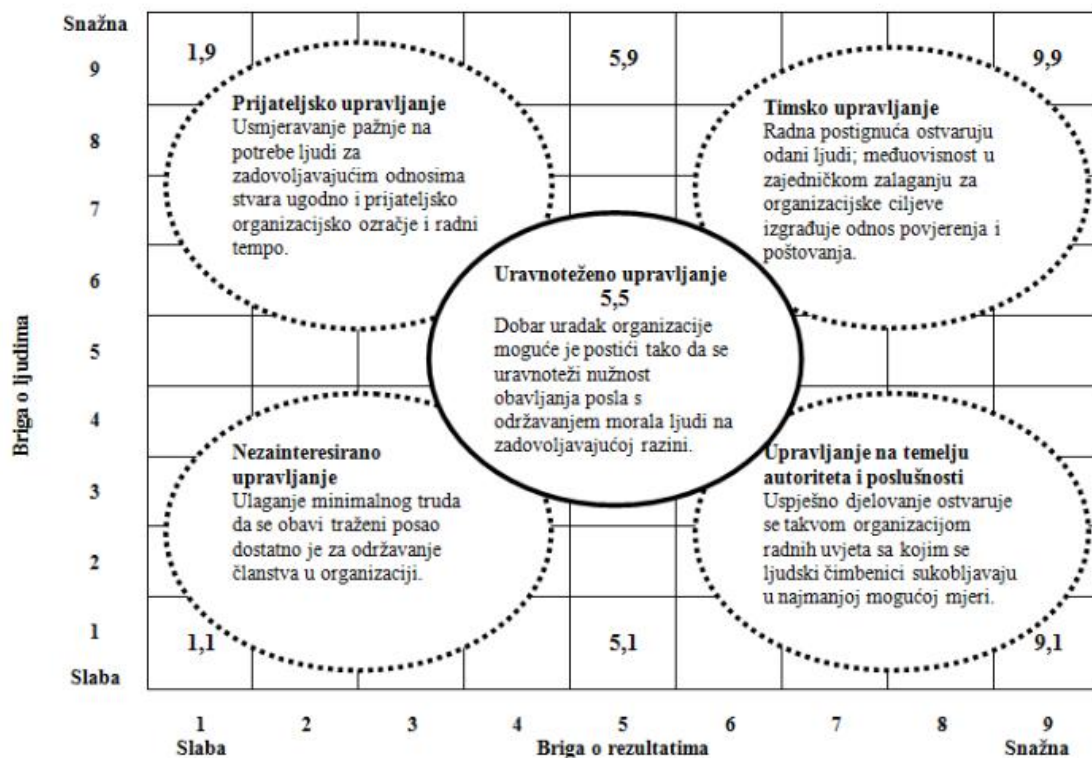 Snažna
9
8
7
6
5
4
3
2
1
Slaba
Briga o ljudima
1,9
5,9
9,9
Prijateljsko upravljanje
Usmjeravanje pažnje na
potrebe ljudi za
zadovoljavajućim odnosima
stvara ugodno i prijateljsko
organizacijsko ozračje i radni
tempo.
Timsko upravljanje
Radna postignuća ostvaruju
odani ljudi; međuovisnost u
zajedničkom zalaganju za
organizacijske ciljeve
izgrađuje odnos povjerenja i
poštovanja.
Uravnoteženo upravljanje
5,5
Dobar uradak organizacije
moguće je postići tako da se
uravnoteži nužnost
obavljanja posla s
održavanjem morala ljudi na
zadovoljavajućoj razini.
Nezainteresirano
upravljanje
Ulaganje minimalnog truda
da se obavi traženi posao
dostatno je za održavanje
članstva u organizaciji.
Upravljanje na temelju
autoriteta i poslušnosti
Uspješno djelovanje ostvaruje
se takvom organizacijom
radnih uvjeta sa kojim se
ljudski čimbenici sukobljavaju
u najmanjoj mogućoj mjeri.
1,1
5,1
9,1
1 2 3 4 5 6 7 8 9
Slaba Briga o rezultatima Snažna